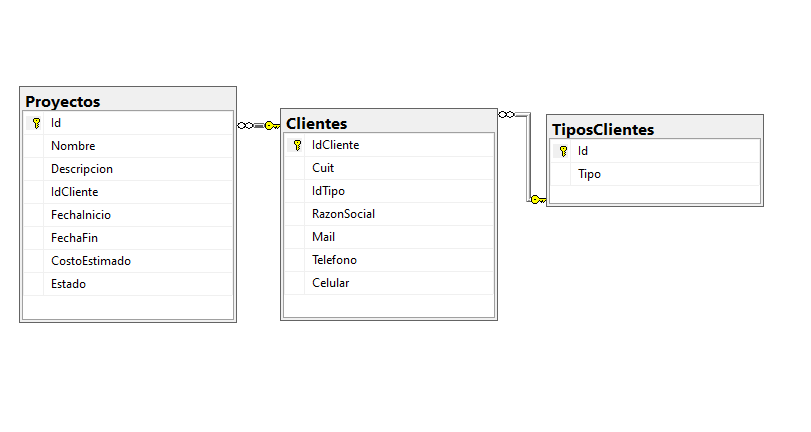 Proyectos
Id
Nombre
Descripcion
IdCliente
FechaInicio
FechaFin
CostoEstimado
Estado
Clientes
IdCliente
Cuit
IdTipo
RazonSocial
Mail
Telefono
Celular
TiposClientes
Id
Tipo